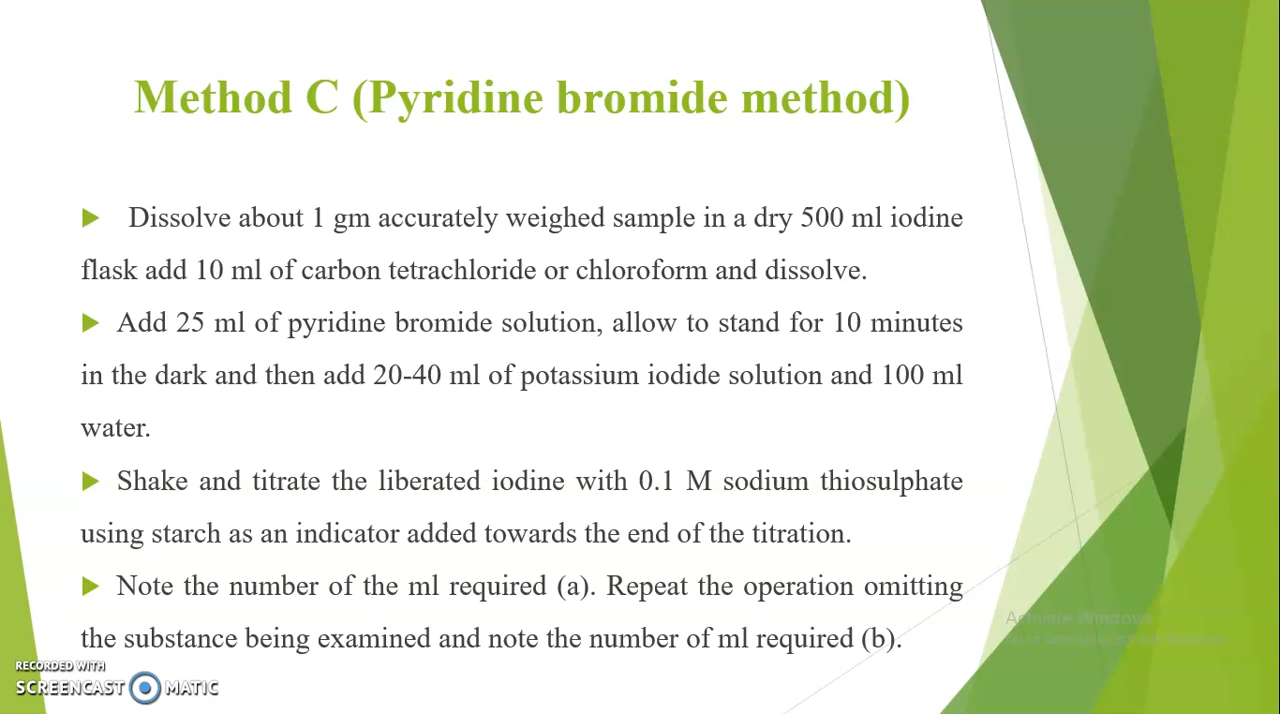 Method C (Pyridine bromide method)
Dissolve about 1 gm accurately weighed sample in a dry 500 ml iodine
flask add 10 ml of carbon tetrachloride or chloroform and dissolve.
Add 25 ml of pyridine bromide solution, allow to stand for 10 minutes
in the dark and then add 20-40 ml of potassium iodide solution and 100 ml
water.
Shake and titrate the liberated iodine with 0.1 M sodium thiosulphate
using starch as an indicator added towards the end of the titration.
Note the number of the ml required (a). Repeat the operation omitting
the substance being examined and note the number of ml required (b).
Activate Windows
RECORDED WITH
SCREENCAST MATIC